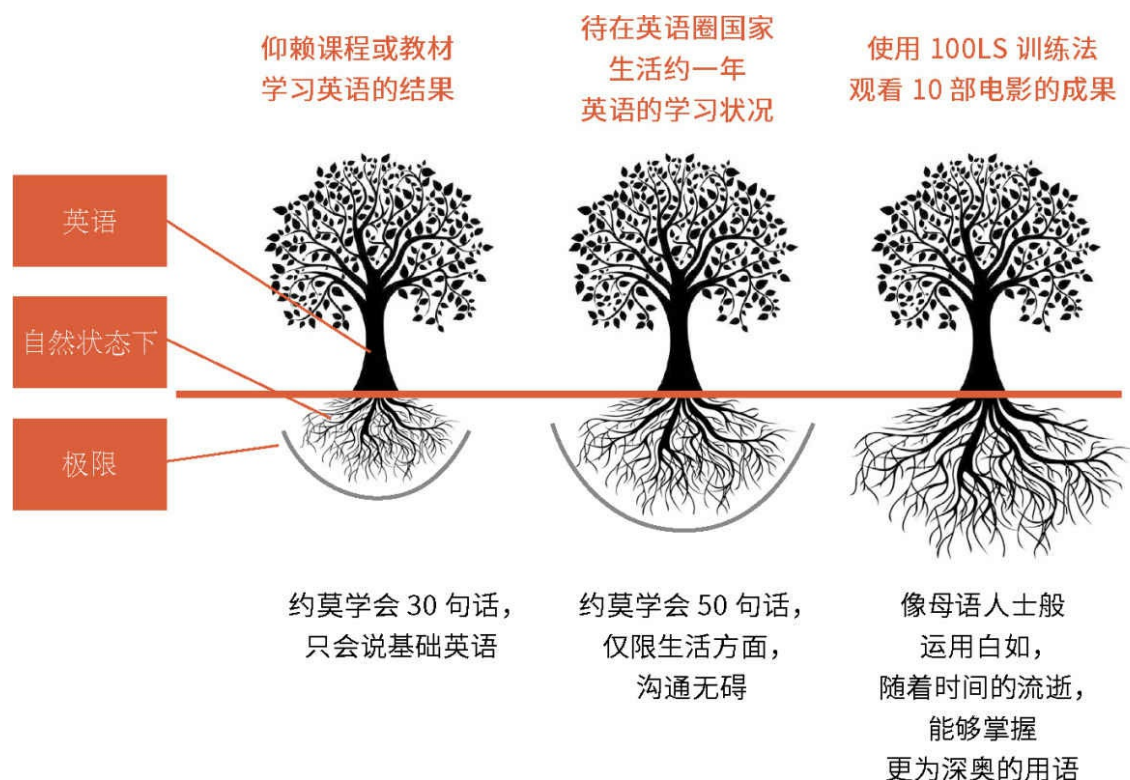 仰赖课程或教材
学习英语的结果
待在英语圈国家
生活约一年
英语的学习状况
使用 100LS 训练法
观看 10 部电影的成果
英语
自然状态下
极限
约莫学会 30 句话，
只会说基础英语
约莫学会 50 句话，
仅限生活方面，
沟通无碍
像母语人士般
运用白如，
随着时间的流逝，
能够掌握
更为深奥的用语